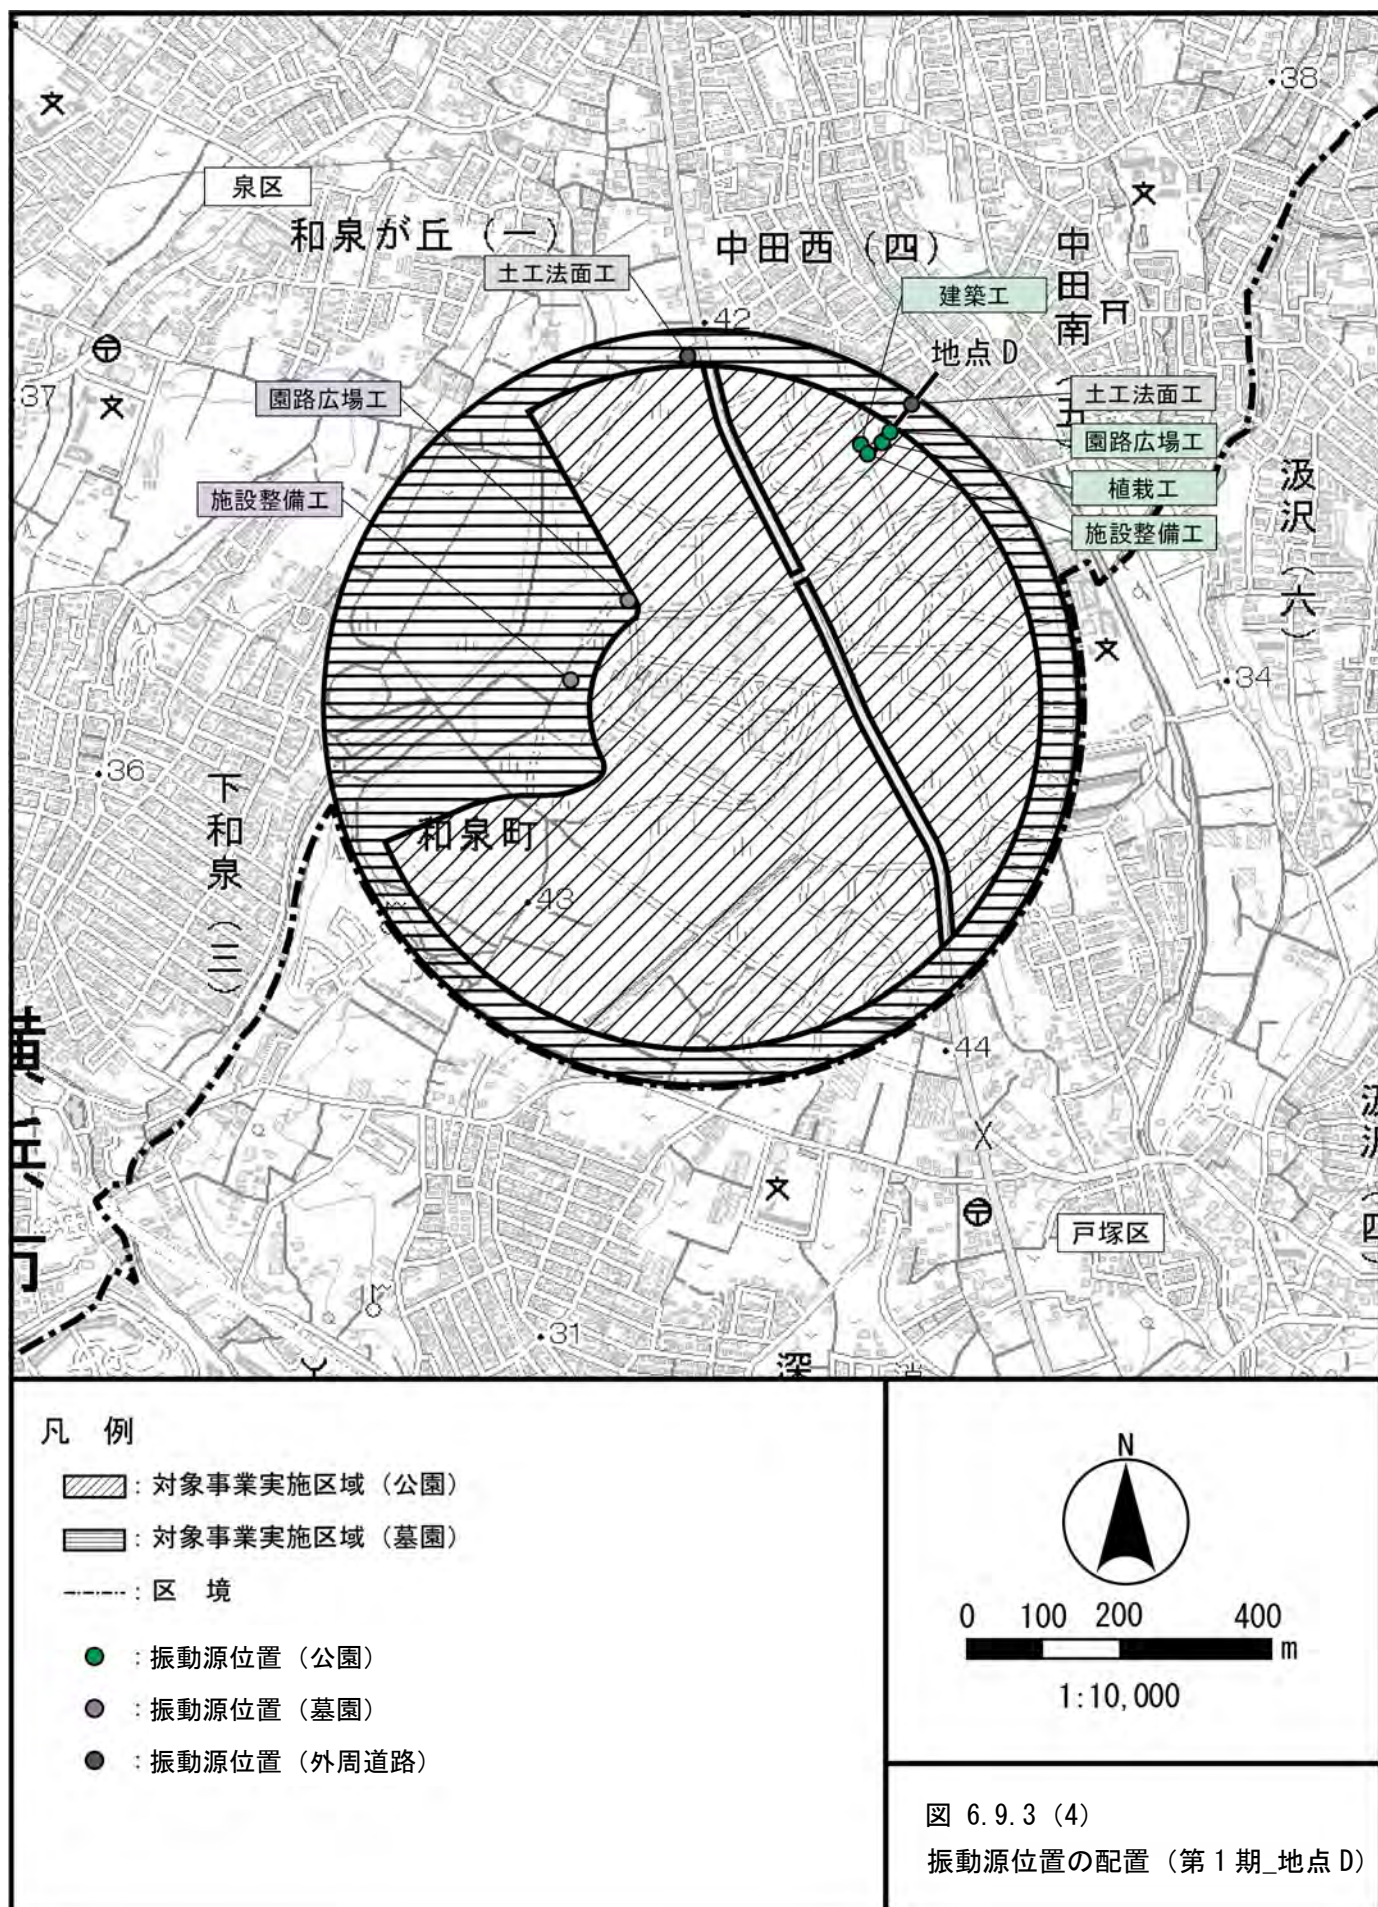 38
泉区
和泉が丘（一）
中田西（四）
中田南
土工法面工
建築工
42
地点 D
37
園路広場工
土工法面工
園路広場工
植栽工
施設整備工
施設整備工
汲沢（六）
34
36
下和泉（三）
和泉町
43
44
戸塚区
31
深
凡 例
：対象事業実施区域（公園）
：対象事業実施区域（墓園）
：区 境
：振動源位置（公園）
：振動源位置（墓園）
：振動源位置（外周道路）
N
0 100 200 400
m
1:10,000
図 6.9.3 (4)
振動源位置の配置（第１期_地点 D）